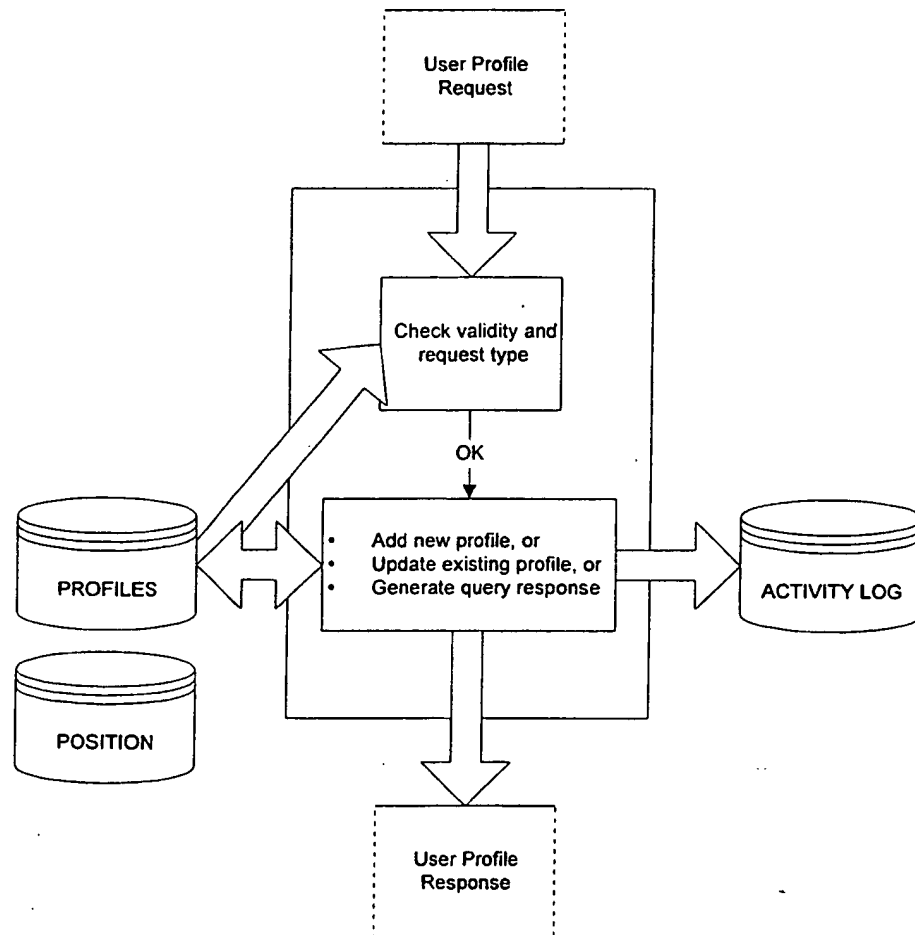 User Profile
Request
Check validity and
request type
OK
• Add new profile, or
• Update existing profile, or
• Generate query response
PROFILES
ACTIVITY LOG
POSITION
User Profile
Response